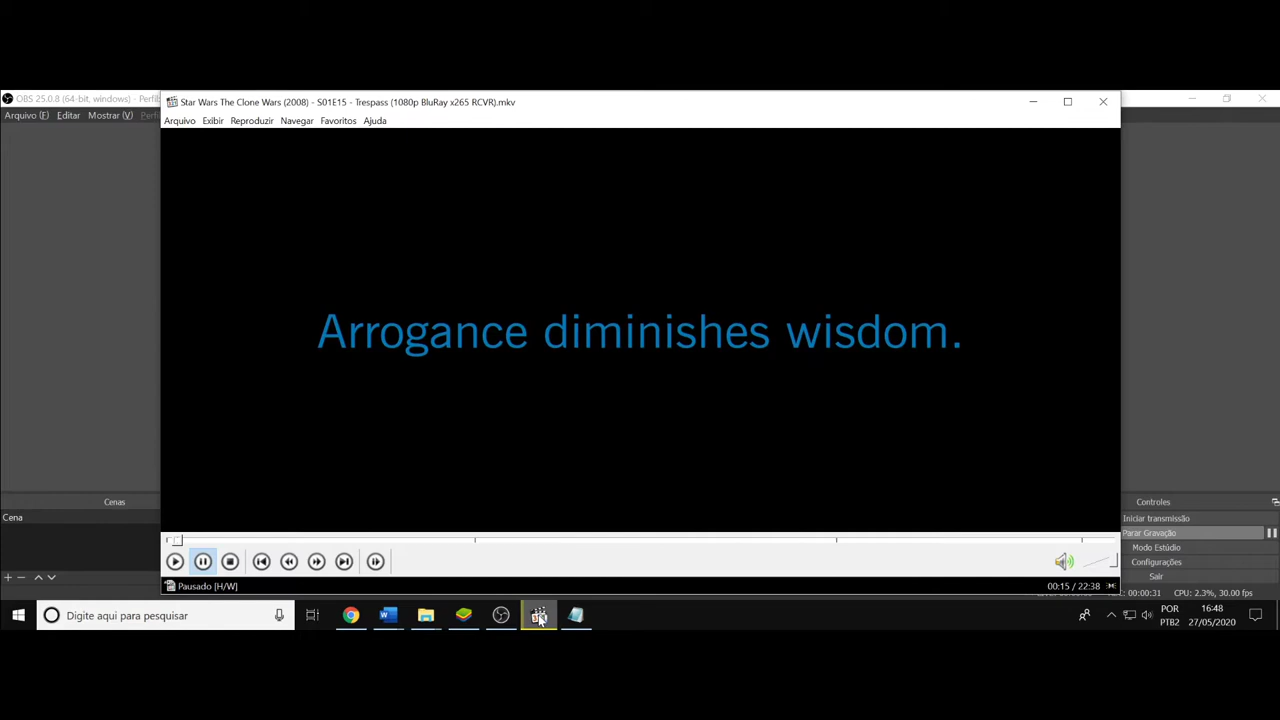 OBS 25.0.8 (64-bit, windows) - Perfil:
Star Wars The Clone Wars (2008) - S01E15 - Trespass (1080p BluRay x265 RCVR).mkv
Arquivo (F) Editar Mostrar (V) Perfi
Arquivo Exibir Reproduzir Navegar Favoritos Ajuda
Arrogance diminishes wisdom.
Cenas
Controles
Cena
Iniciar transmissão
Parar Gravação
Modo Estúdio
Configurações
Sair
Pausado [H/W]
00:15 / 22:38
00:00:31 CPU: 2.3%, 30.00 fps
Digite aqui para pesquisar
POR
PTB2
16:48
27/05/2020